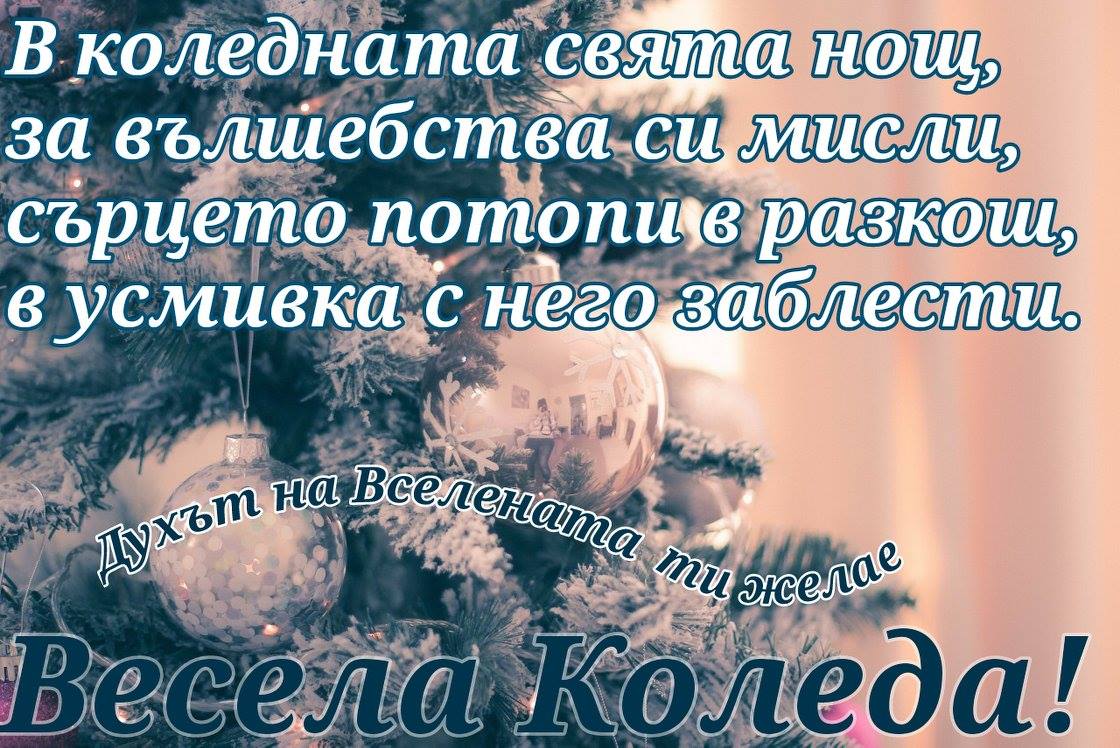 В коледната свята нощ,
за вълшебства си мисли,
сърцето потопи в разкош,
в усмивка с него заблести.
Духът на Вселената ти желае
Весела Коледа!